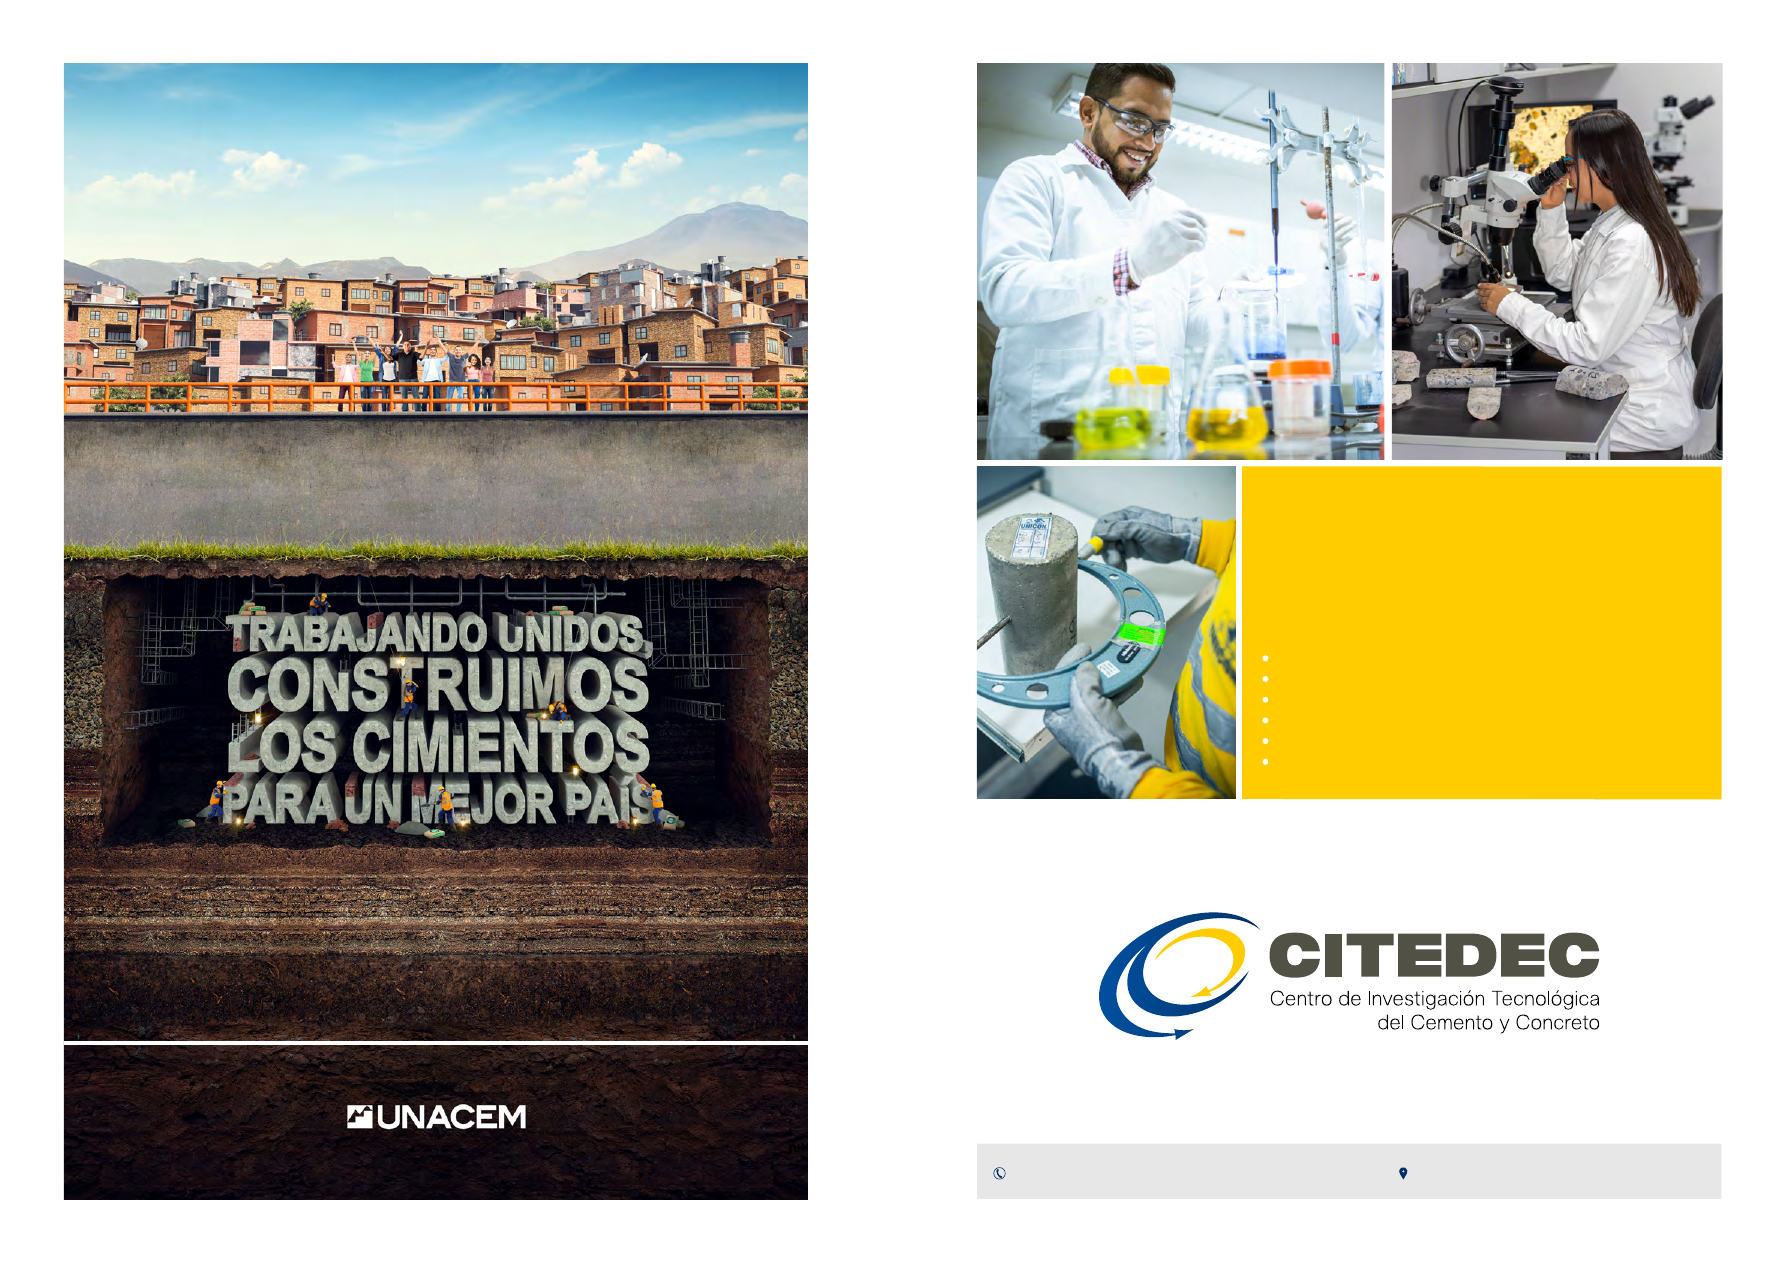 TRABAJANDO UNIDOS,
CONSTRUIMOS
LOS CIMIENTOS
PARA UN MEJOR PAÍS
UNACEM
UNICON
CITEDEC
Centro de Investigación Tecnológica
del Cemento y Concreto